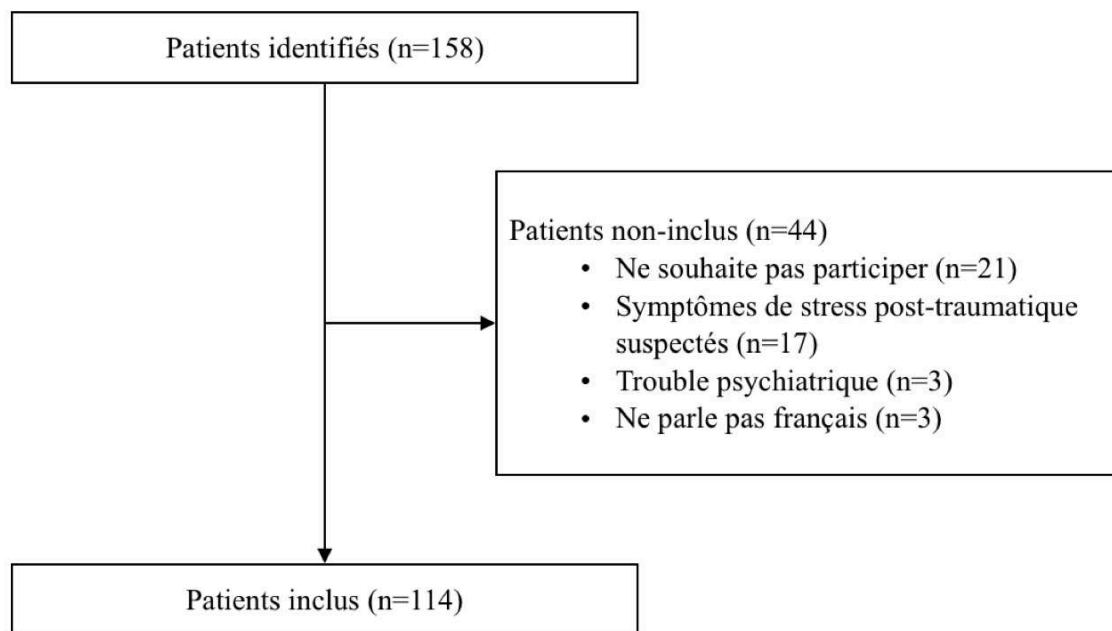 Patients identifiés (n=158)
Patients non-inclus (n=44)
• Ne souhaite pas participer (n=21)
• Symptômes de stress post-traumatique
suspectés (n=17)
• Trouble psychiatrique (n=3)
• Ne parle pas français (n=3)
Patients inclus (n=114)